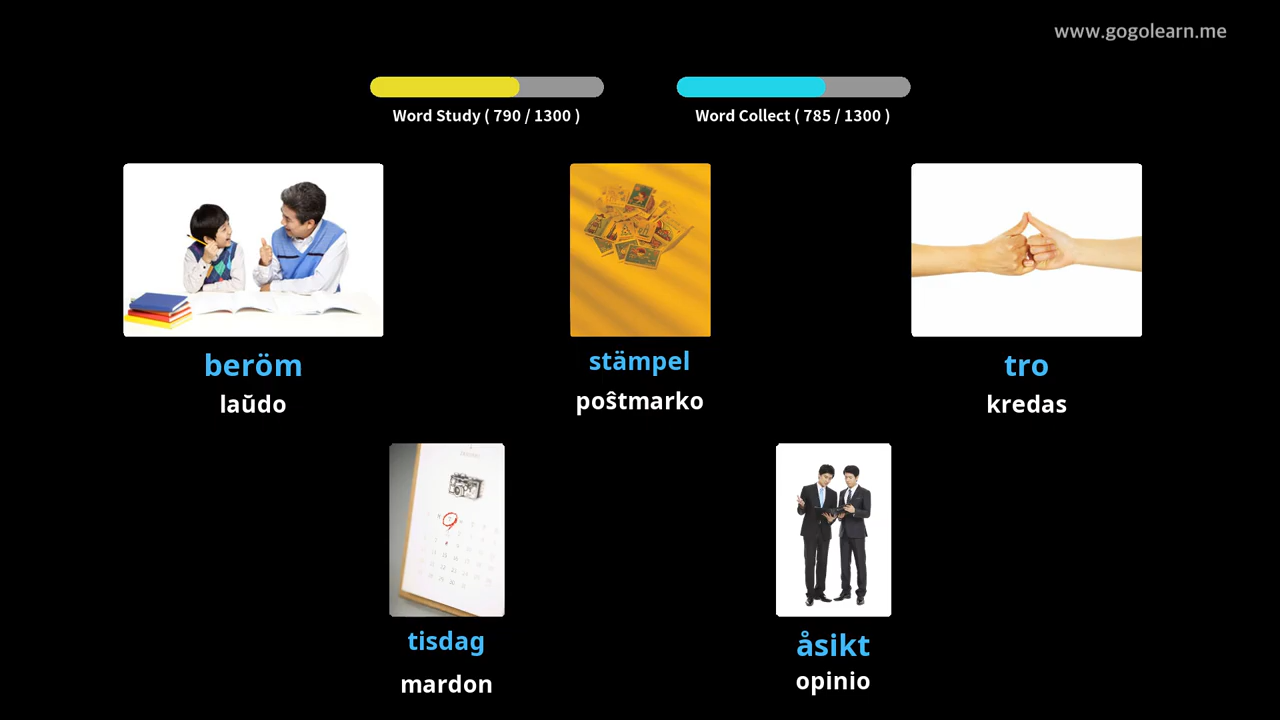 www.gogolearn.me
Word Study ( 790 / 1300 )
Word Collect ( 785 / 1300 )
beröm
laŭdo
stämpel
poŝtmarko
tro
kredas
tisdag
mardon
åsikt
opinio